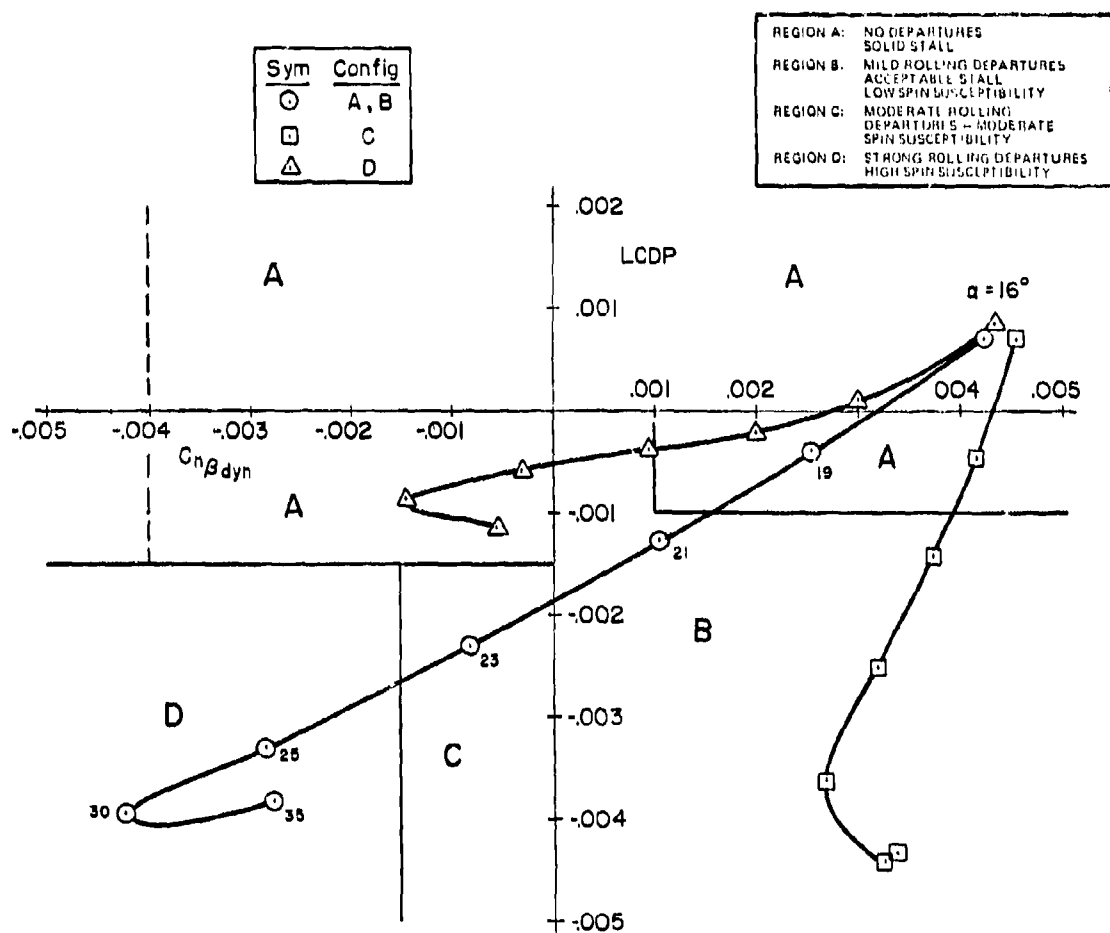 Sym Config
A, B
C
D
REGION A: NO DEPARTURES
SOLID STALL
REGION B. MILD ROLLING DEPARTURES
ACCEPTABLE STALL
LOW SPIN SUSCEPTIBILITY
REGION C: MODERATE ROLLING
DEPARTURES – MODERATE
SPIN SUSCEPTIBILITY
REGION D: STRONG ROLLING DEPARTURES
HIGH SPIN SUSCEPTIBILITY
.002
LCDP
A
A
α = 16°
.001
.001 .002 .004 .005
-.005 -.004 -.003 -.002 -.001
Cnβdyn
19
A
A
-.001
21
-.002
B
23
D
-.003
25
C
30
35
-.004
-.005